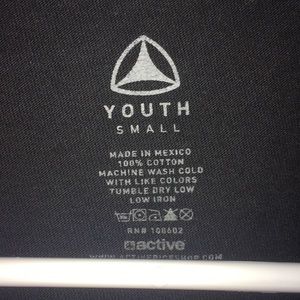 YOUTH
SMALL
MADE IN MEXICO
100% COTTON
MACHINE WASH COLD
WITH LIKE COLORS
TUMBLE DRY LOW
LOW IRON
RN# 108602
active